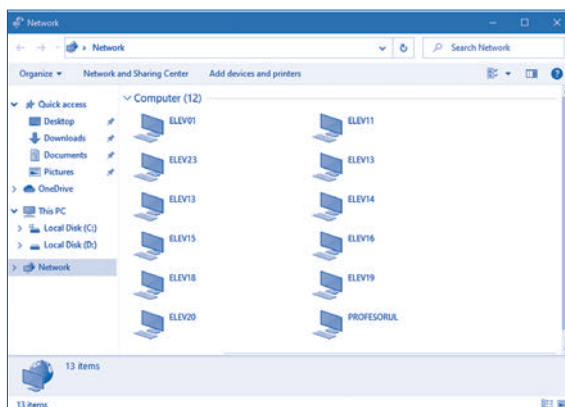 Network
Network
Search Network
Organize
Network and Sharing Center
Add devices and printers
Quick access
Desktop
Downloads
Documents
Pictures
OneDrive
This PC
Local Disk (C:)
Local Disk (D:)
Network
Computer (12)
ELEV01
ELEV11
ELEV23
ELEV13
ELEV13
ELEV14
ELEV15
ELEV16
ELEV18
ELEV19
ELEV20
PROFESORUL
13 items
13 items